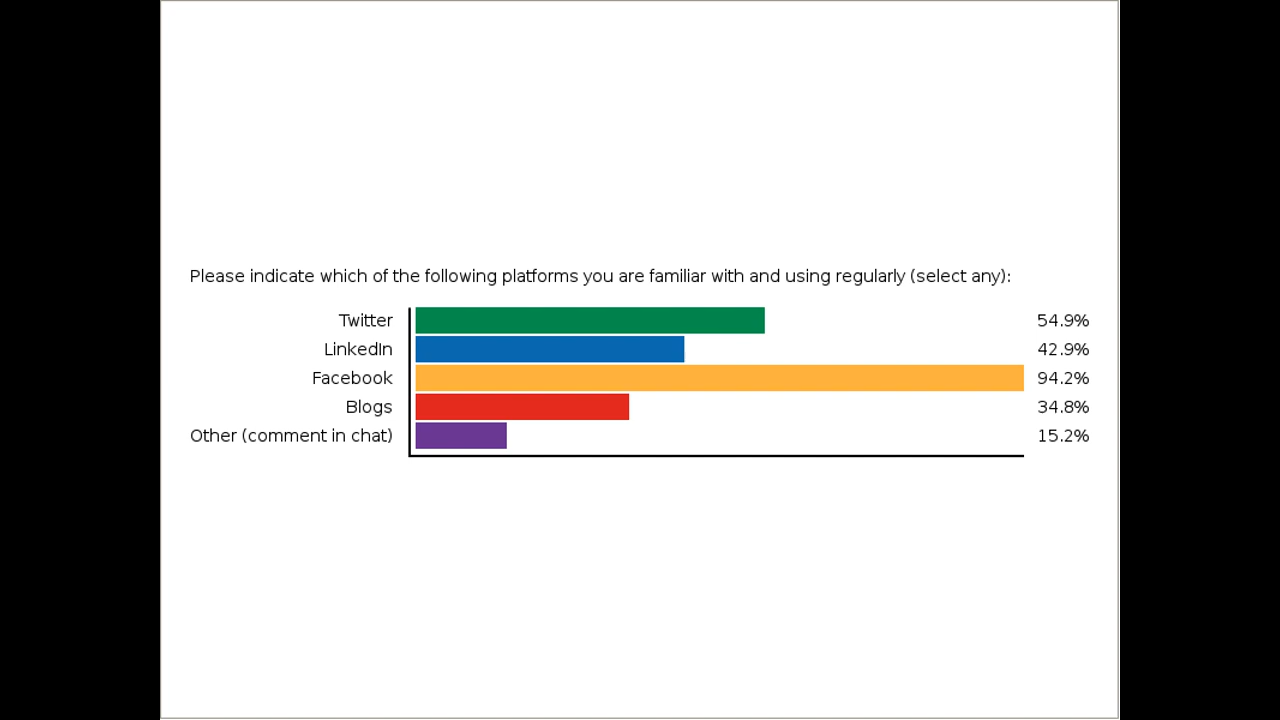 Please indicate which of the following platforms you are familiar with and using regularly (select any):
Twitter 54.9%
LinkedIn 42.9%
Facebook 94.2%
Blogs 34.8%
Other (comment in chat) 15.2%